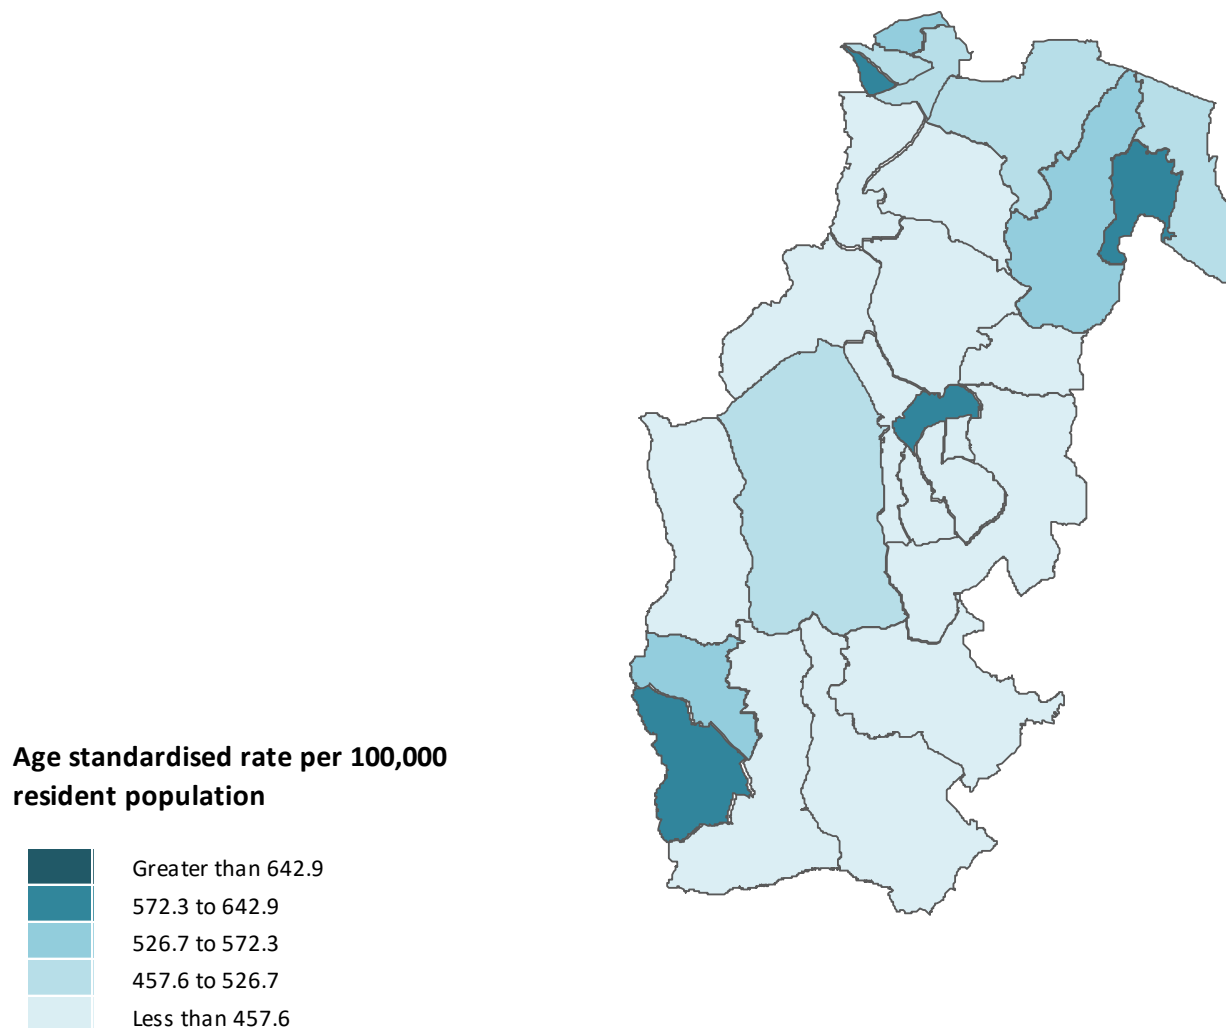 Age standardised rate per 100,000
resident population
Greater than 642.9
572.3 to 642.9
526.7 to 572.3
457.6 to 526.7
Less than 457.6